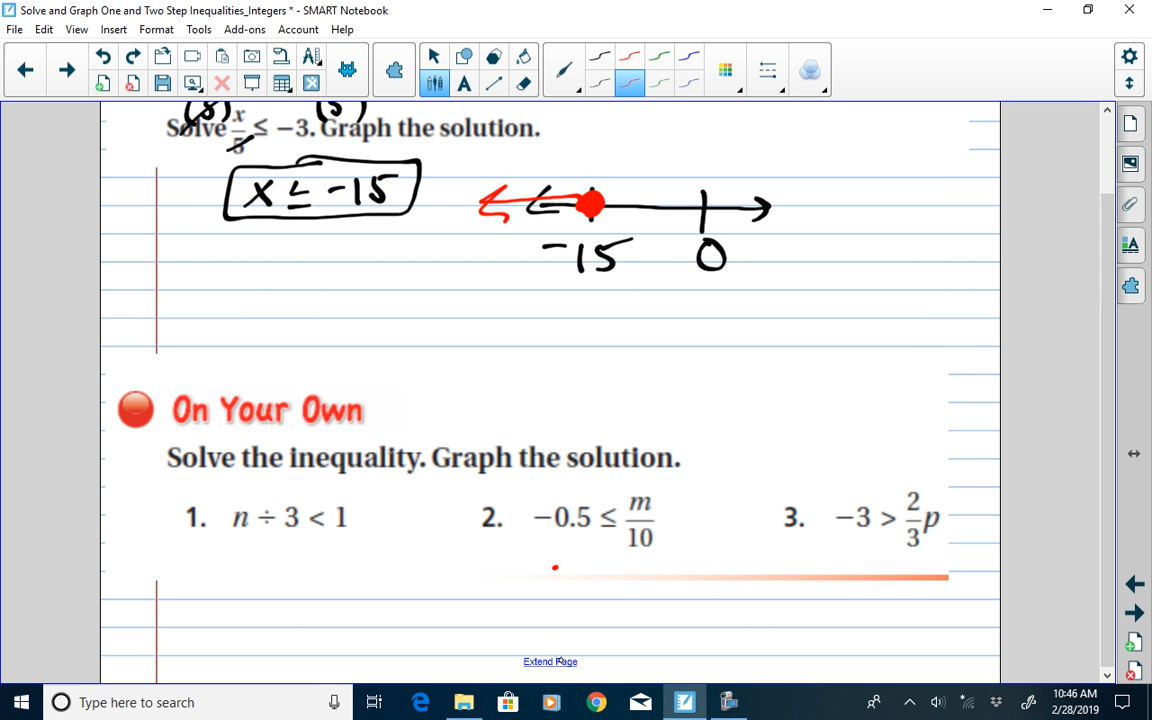 Solve and Graph One and Two Step Inequalities_Integers * - SMART Notebook
File Edit View Insert Format Tools Add-ons Account Help
Solve x/5 ≤ −3. Graph the solution.
x ≤ -15
-15 0
On Your Own
Solve the inequality. Graph the solution.
1. n ÷ 3 < 1 2. −0.5 ≤ m/10 3. −3 > 2/3 p
Extend Page
Type here to search
10:46 AM
2/28/2019